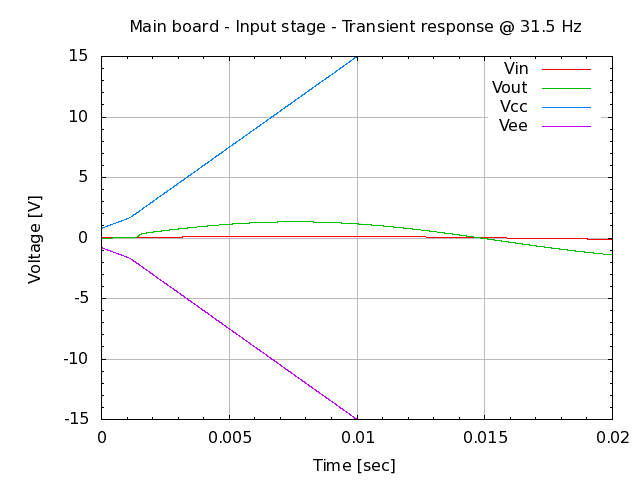 Main board - Input stage - Transient response @ 31.5 Hz
Vin
Vout
Vcc
Vee
15
10
5
0
-5
-10
-15
Voltage [V]
0 0.005 0.01 0.015 0.02
Time [sec]